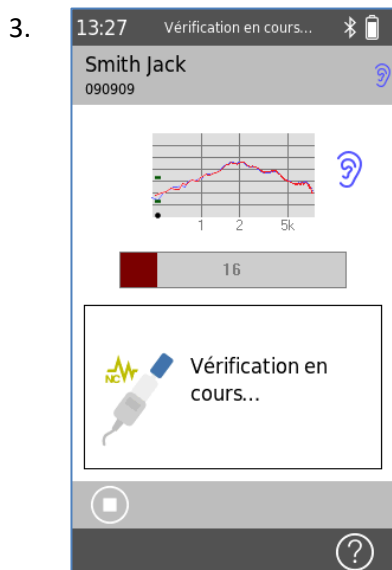 3.
13:27 Vérification en cours...
Smith Jack
090909
1 2 5k
16
NC
Vérification en
cours...
?